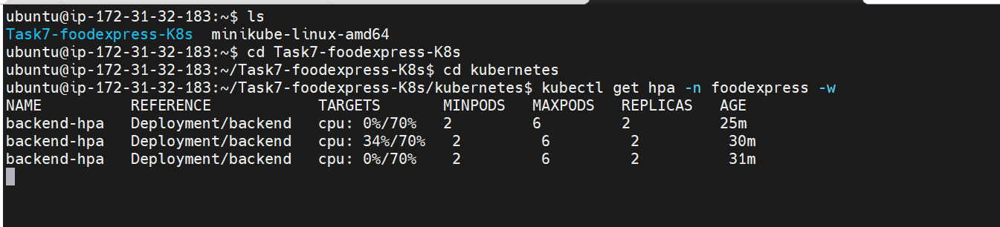 ubuntu@ip-172-31-32-183:~$ ls
Task7-foodexpress-K8s  minikube-linux-amd64
ubuntu@ip-172-31-32-183:~$ cd Task7-foodexpress-K8s
ubuntu@ip-172-31-32-183:~/Task7-foodexpress-K8s$ cd kubernetes
ubuntu@ip-172-31-32-183:~/Task7-foodexpress-K8s/kubernetes$ kubectl get hpa -n foodexpress -w
NAME          REFERENCE            TARGETS       MINPODS   MAXPODS   REPLICAS   AGE
backend-hpa   Deployment/backend   cpu: 0%/70%   2         6         2          25m
backend-hpa   Deployment/backend   cpu: 34%/70%   2         6         2          30m
backend-hpa   Deployment/backend   cpu: 0%/70%    2         6         2          31m